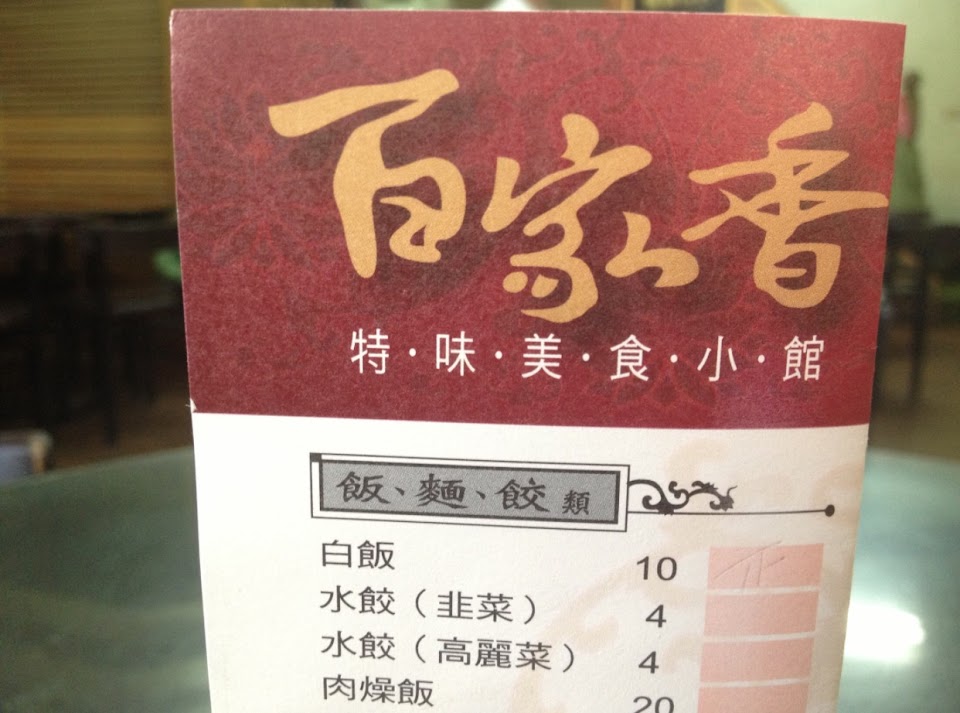 百家香
特·味·美·食·小·館
飯、麵、餃類
白飯 10
水餃（韭菜） 4
水餃（高麗菜） 4
肉燥飯 20